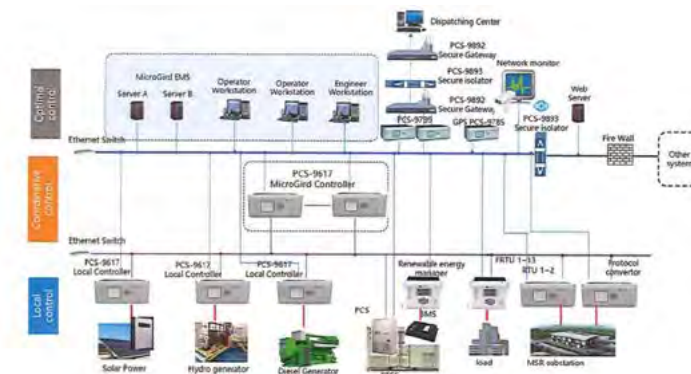 Dispatching Center
PCS-9892
Secure Gateway
PCS-9893
Secure isolator
PCS-9892
Secure Gateway
Network monitor
PCS-9799
GPS PCS-9785
PCS-9893
Secure isolator
Web
Server
Fire Wall
Other
system
Optimal
control
MicroGird EMS
Server A
Server B
Operator
Workstation
Operator
Workstation
Engineer
Workstation
Ethernet Switch
Coordinative
control
PCS-9617
MicroGird Controller
Ethernet Switch
Local control
PCS-9617
Local Controller
PCS-9617
Local Controller
PCS-9617
Local Controller
Renewable energy
manager
FRTU 1~13
RTU 1~2
Protocol
convertor
PCS
BMS
Solar Power
Hydro generator
Diesel Generator
load
MSR substation